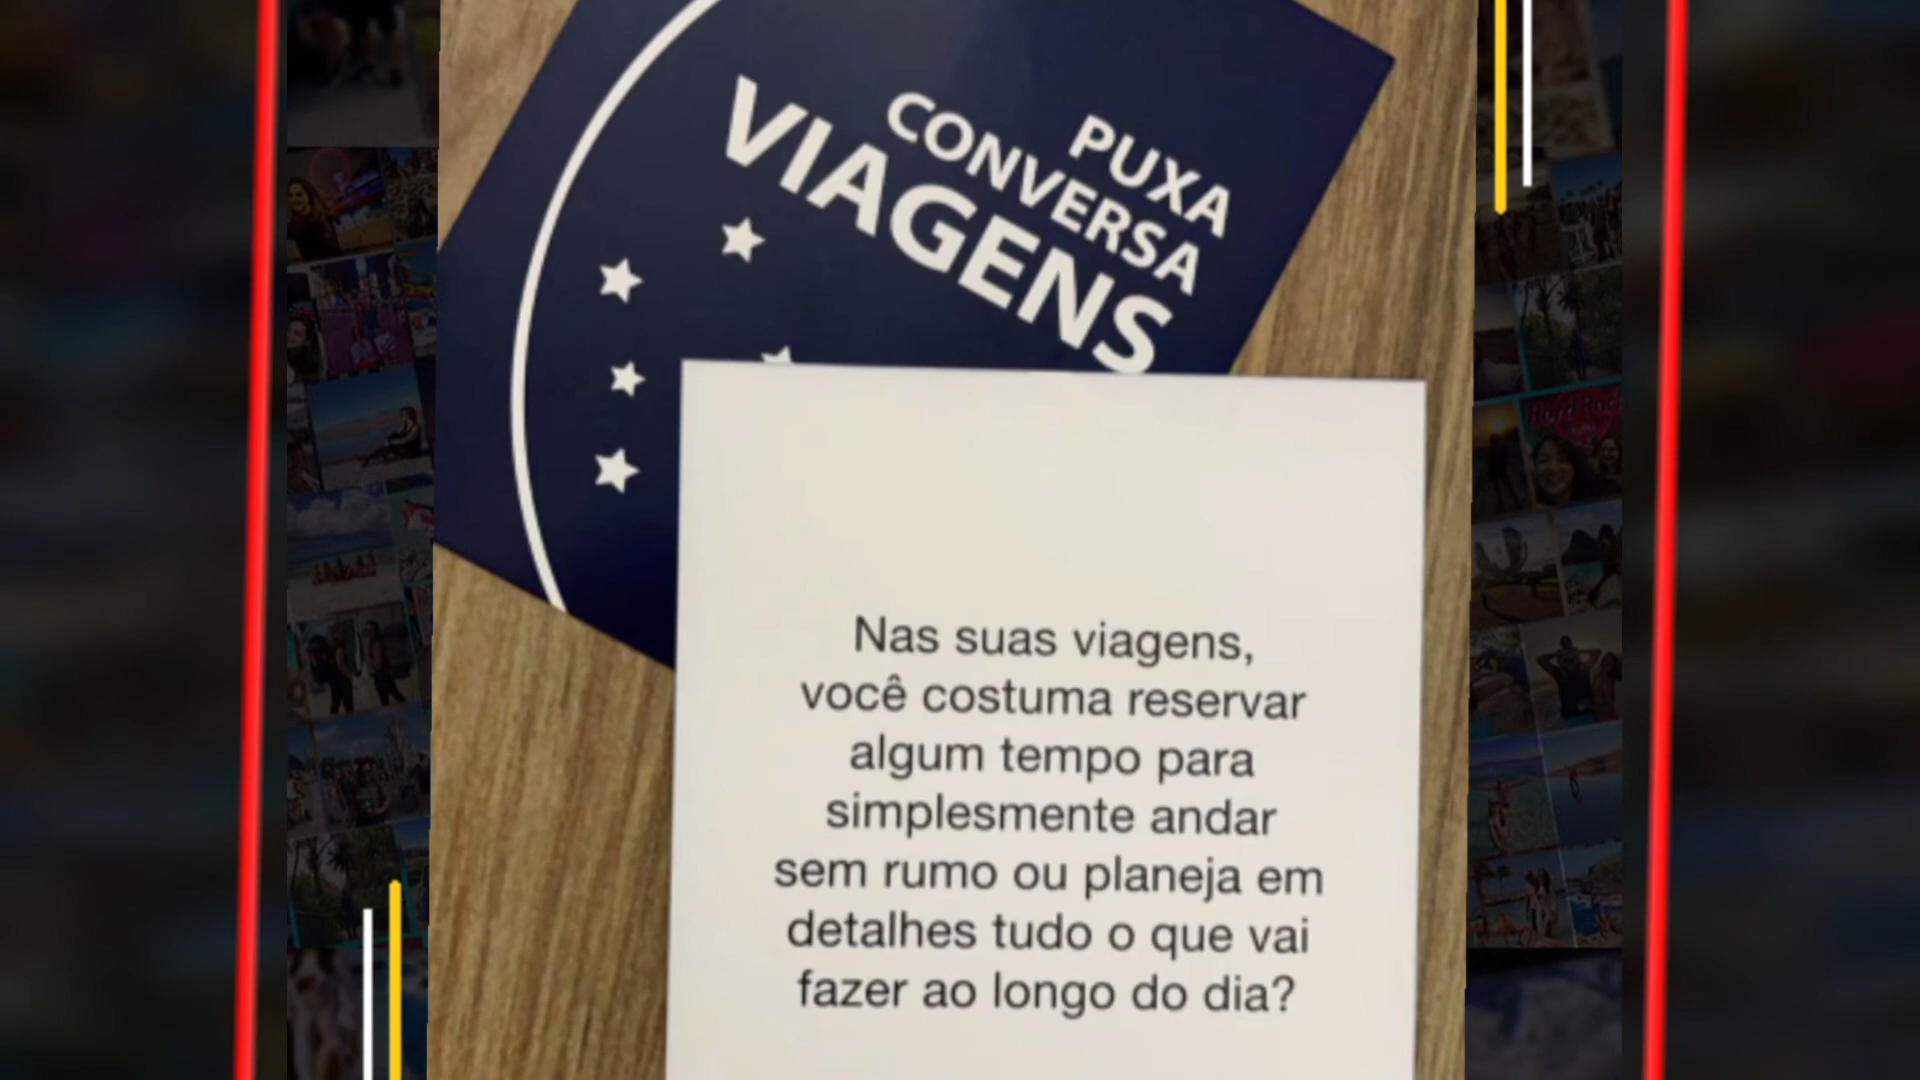 PUXA
CONVERSA
VIAGENS
Nas suas viagens,
você costuma reservar
algum tempo para
simplesmente andar
sem rumo ou planeja em
detalhes tudo o que vai
fazer ao longo do dia?